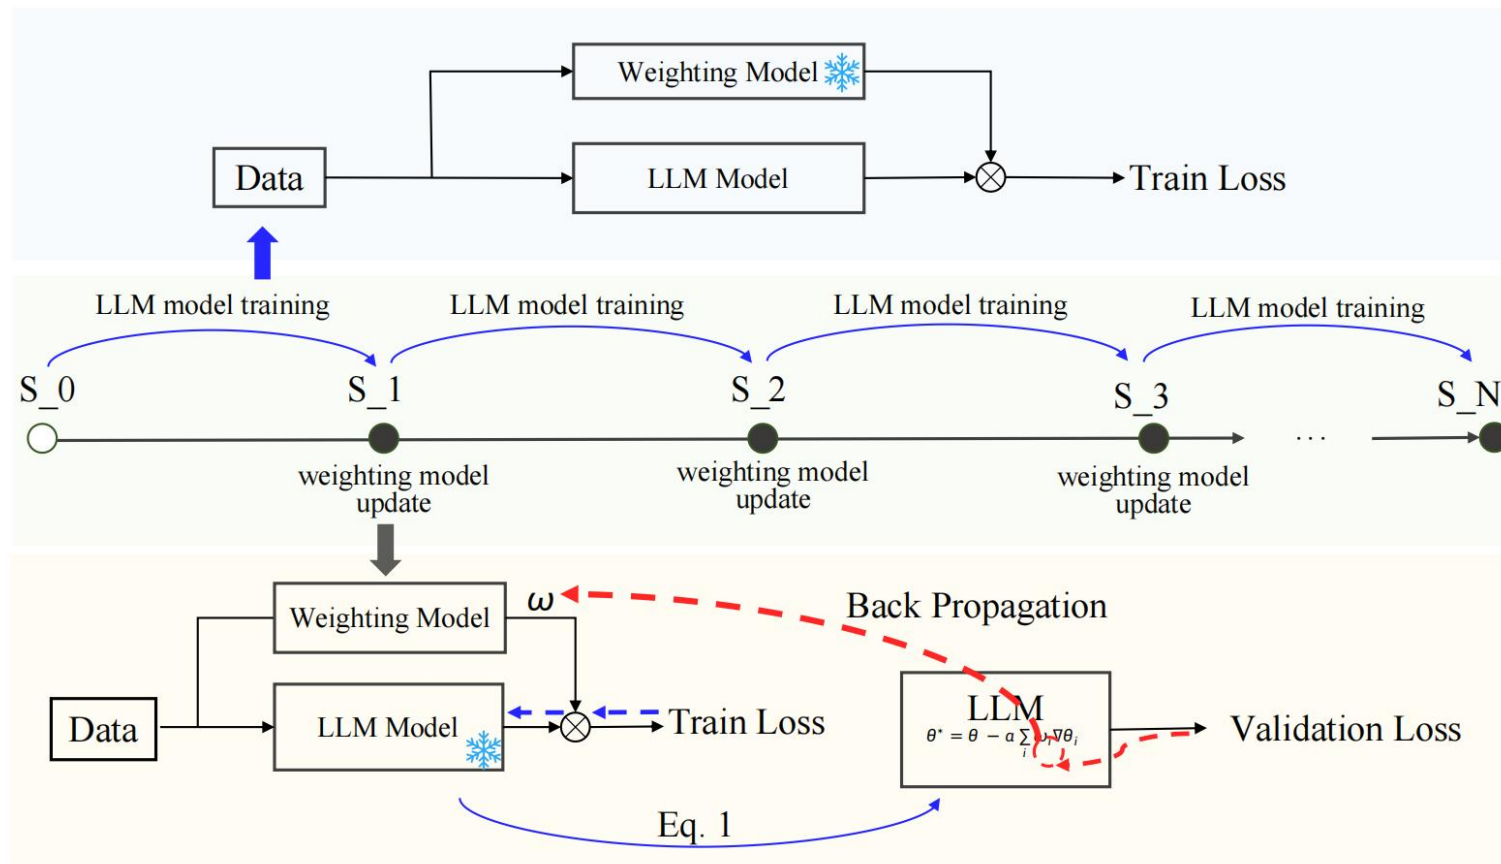 Weighting Model
Data
LLM Model
Train Loss
LLM model training
LLM model training
LLM model training
LLM model training
S_0
S_1
S_2
S_3
S_N
...
weighting model
update
weighting model
update
weighting model
update
Weighting Model
ω
Back Propagation
Data
LLM Model
Train Loss
LLM
θ* = θ − α ∑ ωᵢ ∇θᵢ
i
Validation Loss
Eq. 1